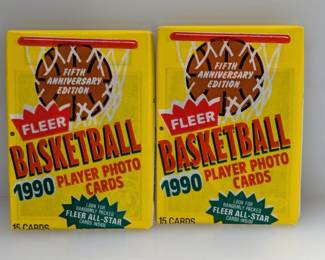 FIFTH
ANNIVERSARY
EDITION
FLEER
BASKETBALL
1990 PLAYER PHOTO
CARDS
LOOK FOR
RANDOMLY PACKED
FLEER ALL-STAR
CARDS INSIDE
15 CARDS
FIFTH
ANNIVERSARY
EDITION
FLEER
BASKETBALL
1990 PLAYER PHOTO
CARDS
LOOK FOR
RANDOMLY PACKED
FLEER ALL-STAR
CARDS INSIDE
15 CARDS